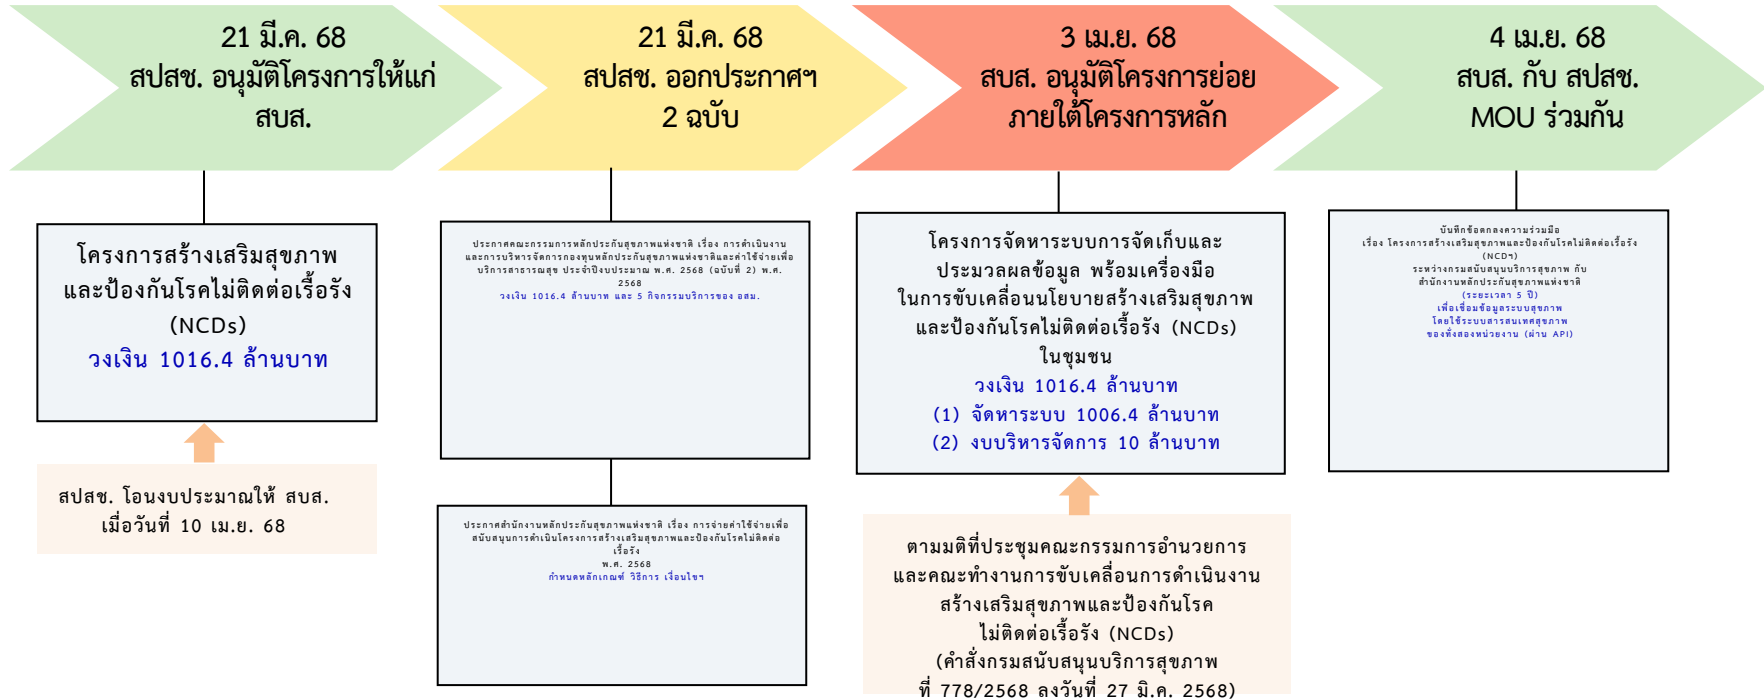 21 มี.ค. 68
สปสช. อนุมัติโครงการให้แก่
สบส.
21 มี.ค. 68
สปสช. ออกประกาศฯ
2 ฉบับ
3 เม.ย. 68
สบส. อนุมัติโครงการย่อย
ภายใต้โครงการหลัก
4 เม.ย. 68
สบส. กับ สปสช.
MOU ร่วมกัน
โครงการสร้างเสริมสุขภาพ
และป้องกันโรคไม่ติดต่อเรื้อรัง
(NCDs)
วงเงิน 1016.4 ล้านบาท
สปสช. โอนงบประมาณให้ สบส.
เมื่อวันที่ 10 เม.ย. 68
ประกาศคณะกรรมการหลักประกันสุขภาพแห่งชาติ เรื่อง การดำเนินงาน
และการบริหารจัดการกองทุนหลักประกันสุขภาพแห่งชาติและค่าใช้จ่ายเพื่อ
บริการสาธารณสุข ประจำปีงบประมาณ พ.ศ. 2568 (ฉบับที่ 2) พ.ศ.
2568
วงเงิน 1016.4 ล้านบาท และ 5 กิจกรรมบริการของ อสม.
ประกาศสำนักงานหลักประกันสุขภาพแห่งชาติ เรื่อง การจ่ายค่าใช้จ่ายเพื่อ
สนับสนุนการดำเนินโครงการสร้างเสริมสุขภาพและป้องกันโรคไม่ติดต่อ
เรื้อรัง
พ.ศ. 2568
กำหนดหลักเกณฑ์ วิธีการ เงื่อนไขฯ
โครงการจัดหาระบบการจัดเก็บและ
ประมวลผลข้อมูล พร้อมเครื่องมือ
ในการขับเคลื่อนนโยบายสร้างเสริมสุขภาพ
และป้องกันโรคไม่ติดต่อเรื้อรัง (NCDs)
ในชุมชน
วงเงิน 1016.4 ล้านบาท
(1) จัดหาระบบ 1006.4 ล้านบาท
(2) งบบริหารจัดการ 10 ล้านบาท
ตามมติที่ประชุมคณะกรรมการอำนวยการ
และคณะทำงานการขับเคลื่อนการดำเนินงาน
สร้างเสริมสุขภาพและป้องกันโรค
ไม่ติดต่อเรื้อรัง (NCDs)
(คำสั่งกรมสนับสนุนบริการสุขภาพ
ที่ 778/2568 ลงวันที่ 27 มี.ค. 2568)
บันทึกข้อตกลงความร่วมมือ
เรื่อง โครงการสร้างเสริมสุขภาพและป้องกันโรคไม่ติดต่อเรื้อรัง
(NCDฯ)
ระหว่างกรมสนับสนุนบริการสุขภาพ กับ
สำนักงานหลักประกันสุขภาพแห่งชาติ
(ระยะเวลา 5 ปี)
เพื่อเชื่อมข้อมูลระบบสุขภาพ
โดยใช้ระบบสารสนเทศสุขภาพ
ของทั้งสองหน่วยงาน (ผ่าน API)